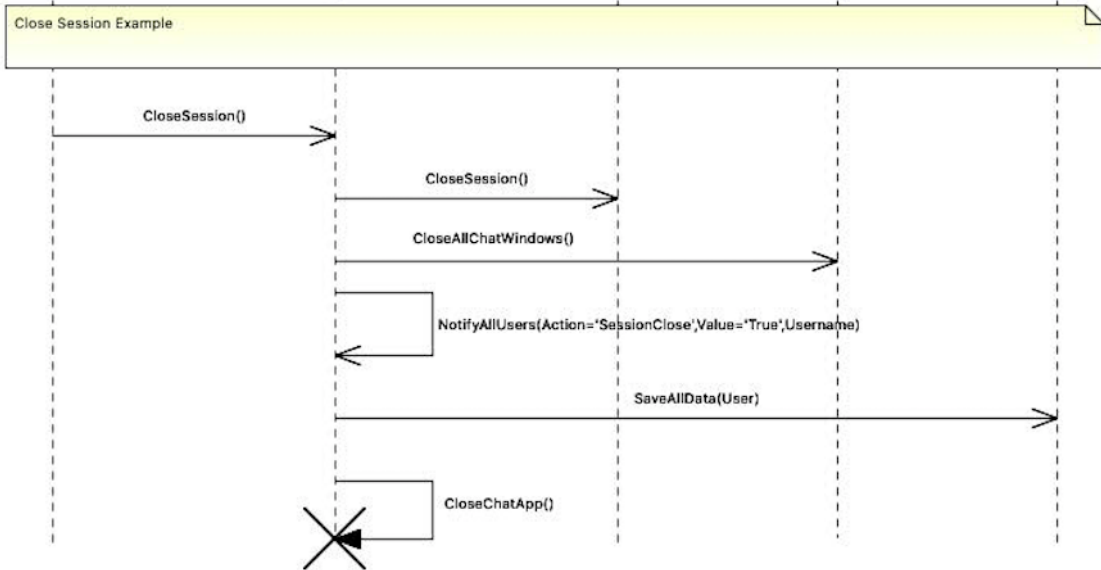 Close Session Example
CloseSession()
CloseSession()
CloseAllChatWindows()
NotifyAllUsers(Action='SessionClose',Value='True',Username)
SaveAllData(User)
CloseChatApp()